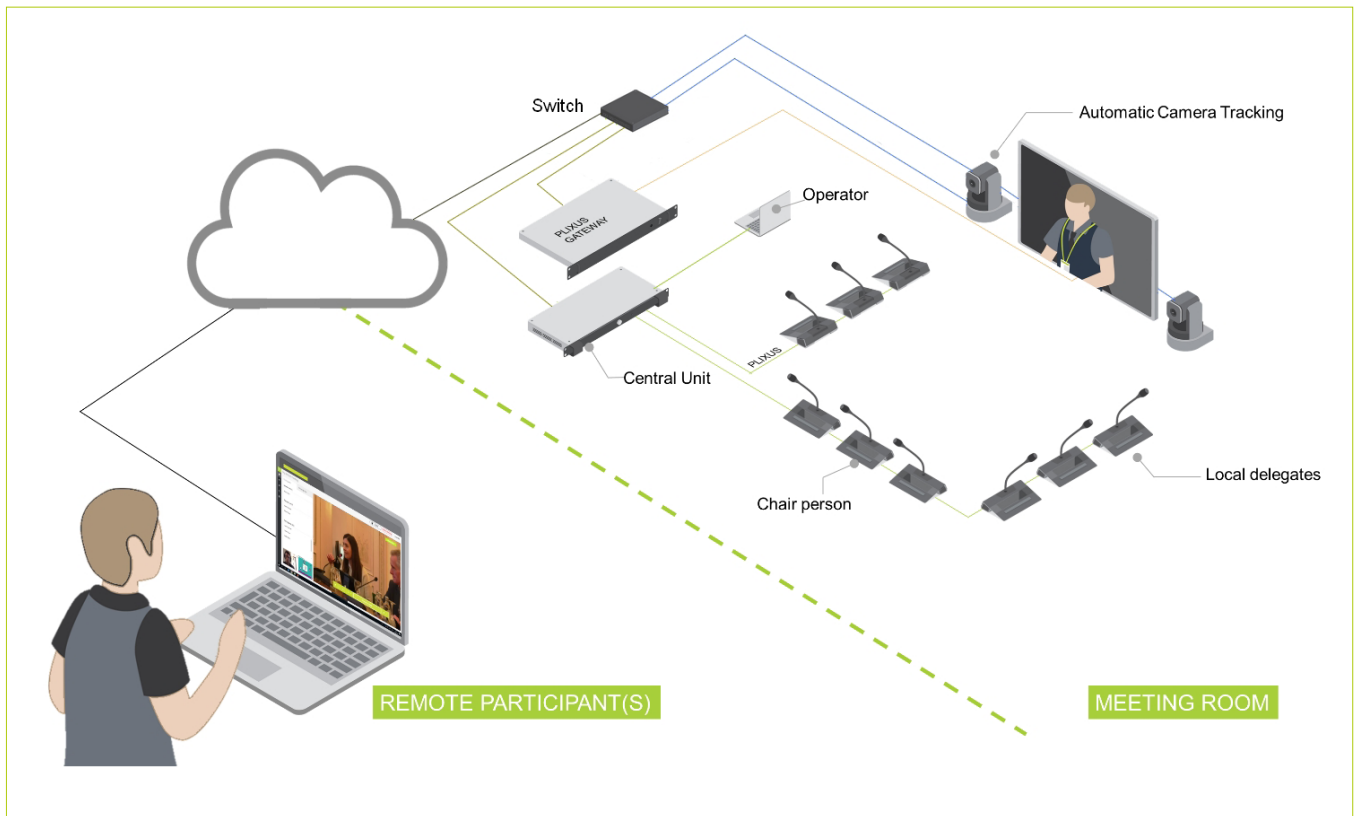 Switch
Automatic Camera Tracking
PLIXUS
GATEWAY
Operator
PLIXUS
Central Unit
Chair person
Local delegates
REMOTE PARTICIPANT(S)
MEETING ROOM